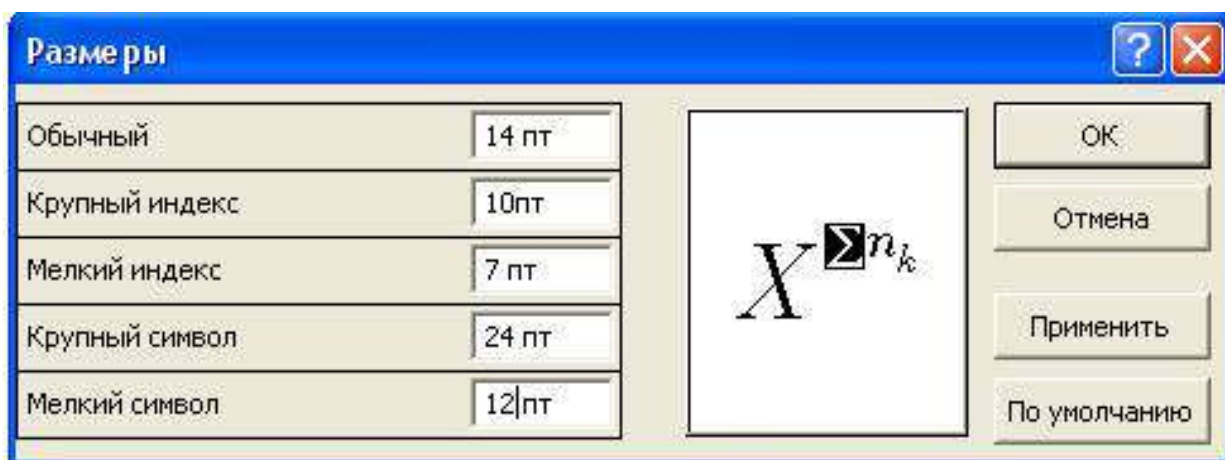 Размеры
Обычный 14 пт
Крупный индекс 10пт
Мелкий индекс 7 пт
Крупный символ 24 пт
Мелкий символ 12пт
X Σ n k
ОК
Отмена
Применить
По умолчанию